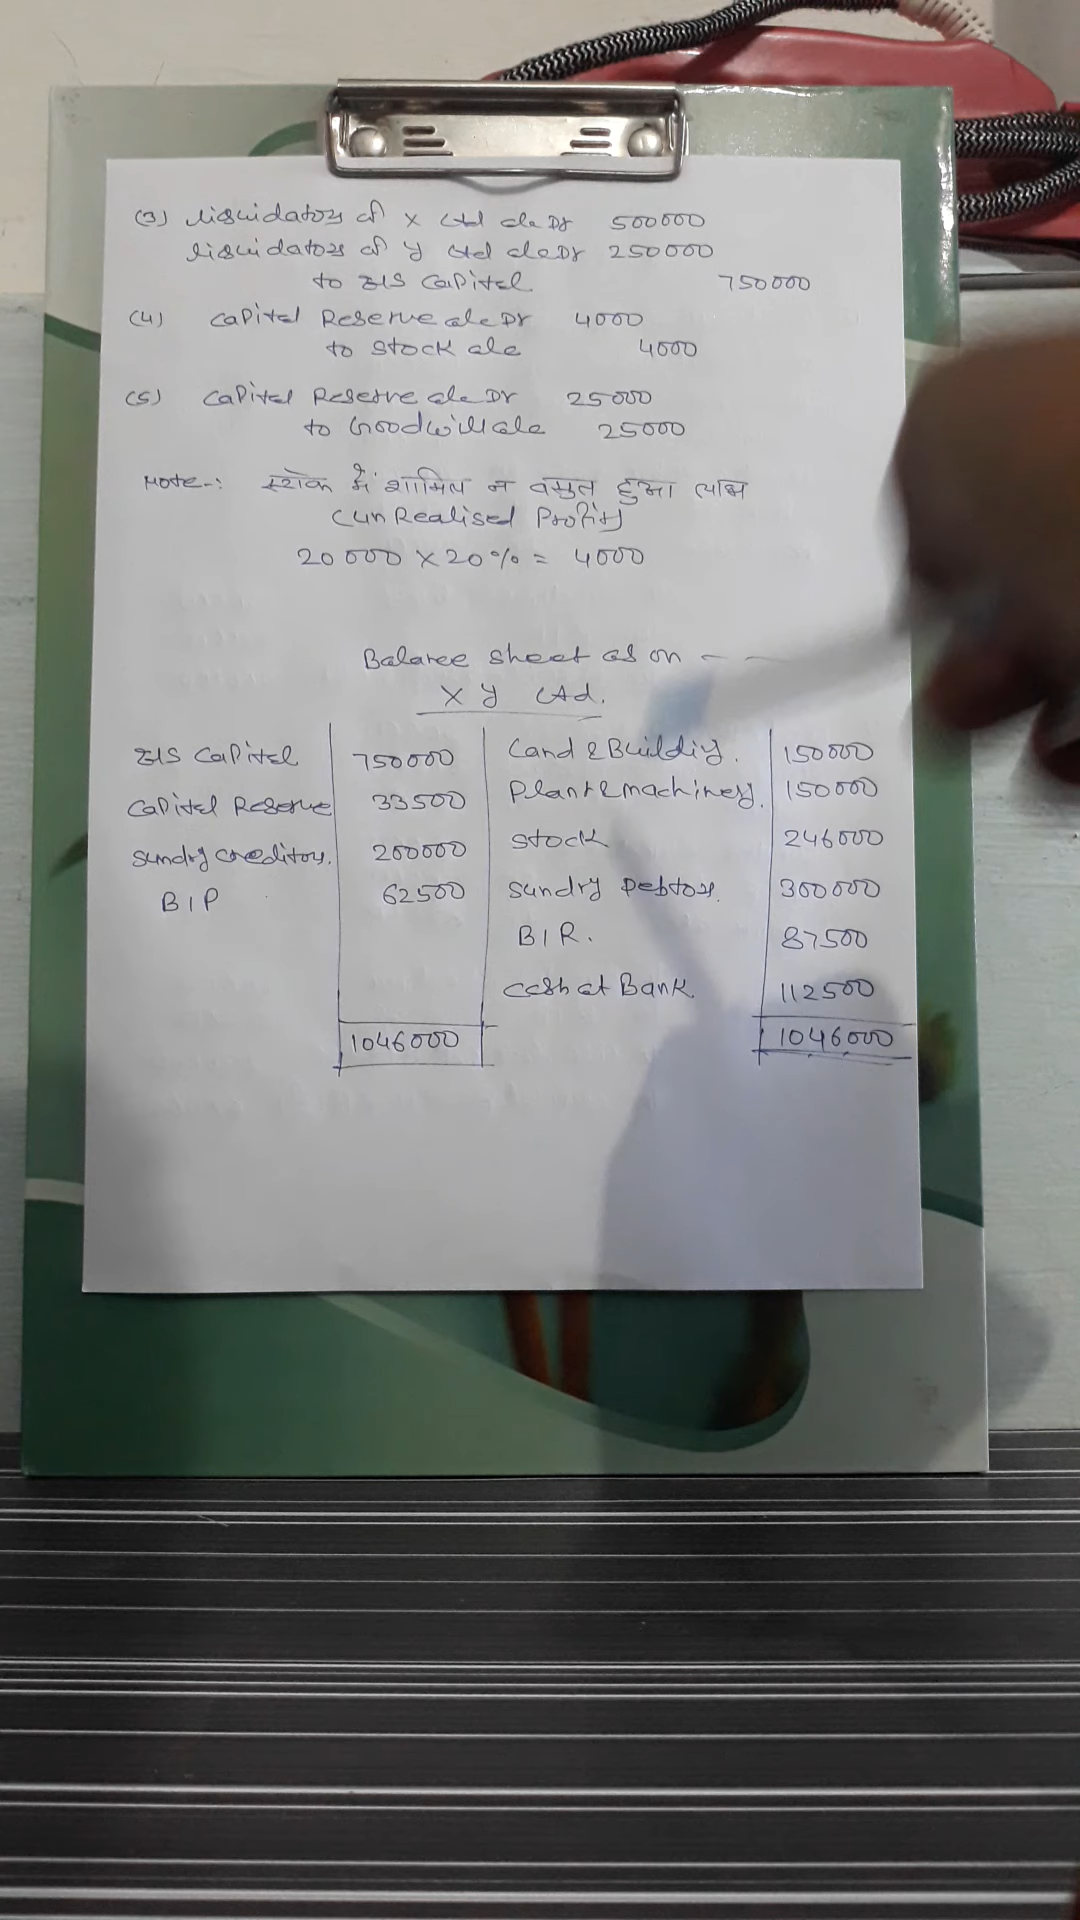 (3) liquidators of X Ltd a/c Dr 500000
liquidators of Y Ltd a/c Dr 250000
to E/S Capital 750000
(4) Capital Reserve a/c Dr 4000
to Stock a/c 4000
(5) Capital Reserve a/c Dr 25000
to Goodwill a/c 25000
Note-: स्टॉक में शामिल न वसूल हुआ लाभ
(un Realised Profit)
20000 X 20% = 4000
Balance sheet as on - -
X Y Ltd.
E/S Capital 750000 Land & Building. 150000
Capital Reserve 33500 Plant & machinery. 150000
Sundry creditors. 200000 Stock 246000
B/P 62500 Sundry Debtors. 300000
B/R. 87500
Cash at Bank 112500
1046000 1046000